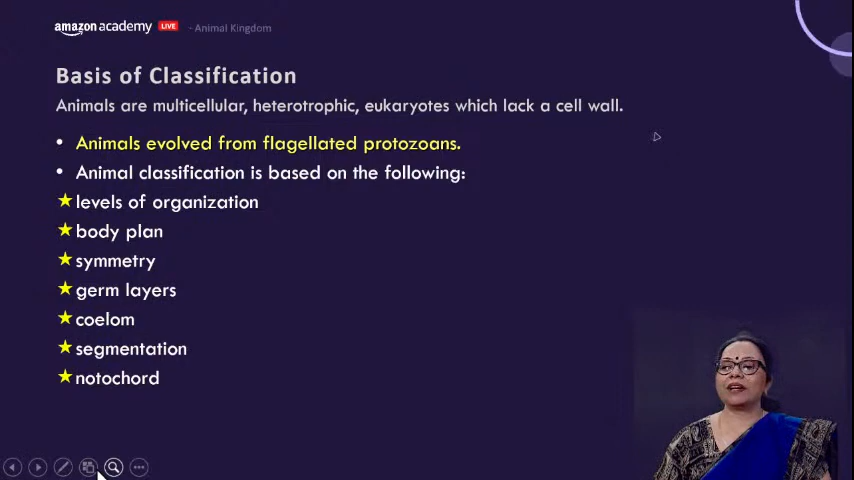 amazon academy LIVE - Animal Kingdom
Basis of Classification
Animals are multicellular, heterotrophic, eukaryotes which lack a cell wall.
• Animals evolved from flagellated protozoans.
• Animal classification is based on the following:
★ levels of organization
★ body plan
★ symmetry
★ germ layers
★ coelom
★ segmentation
★ notochord